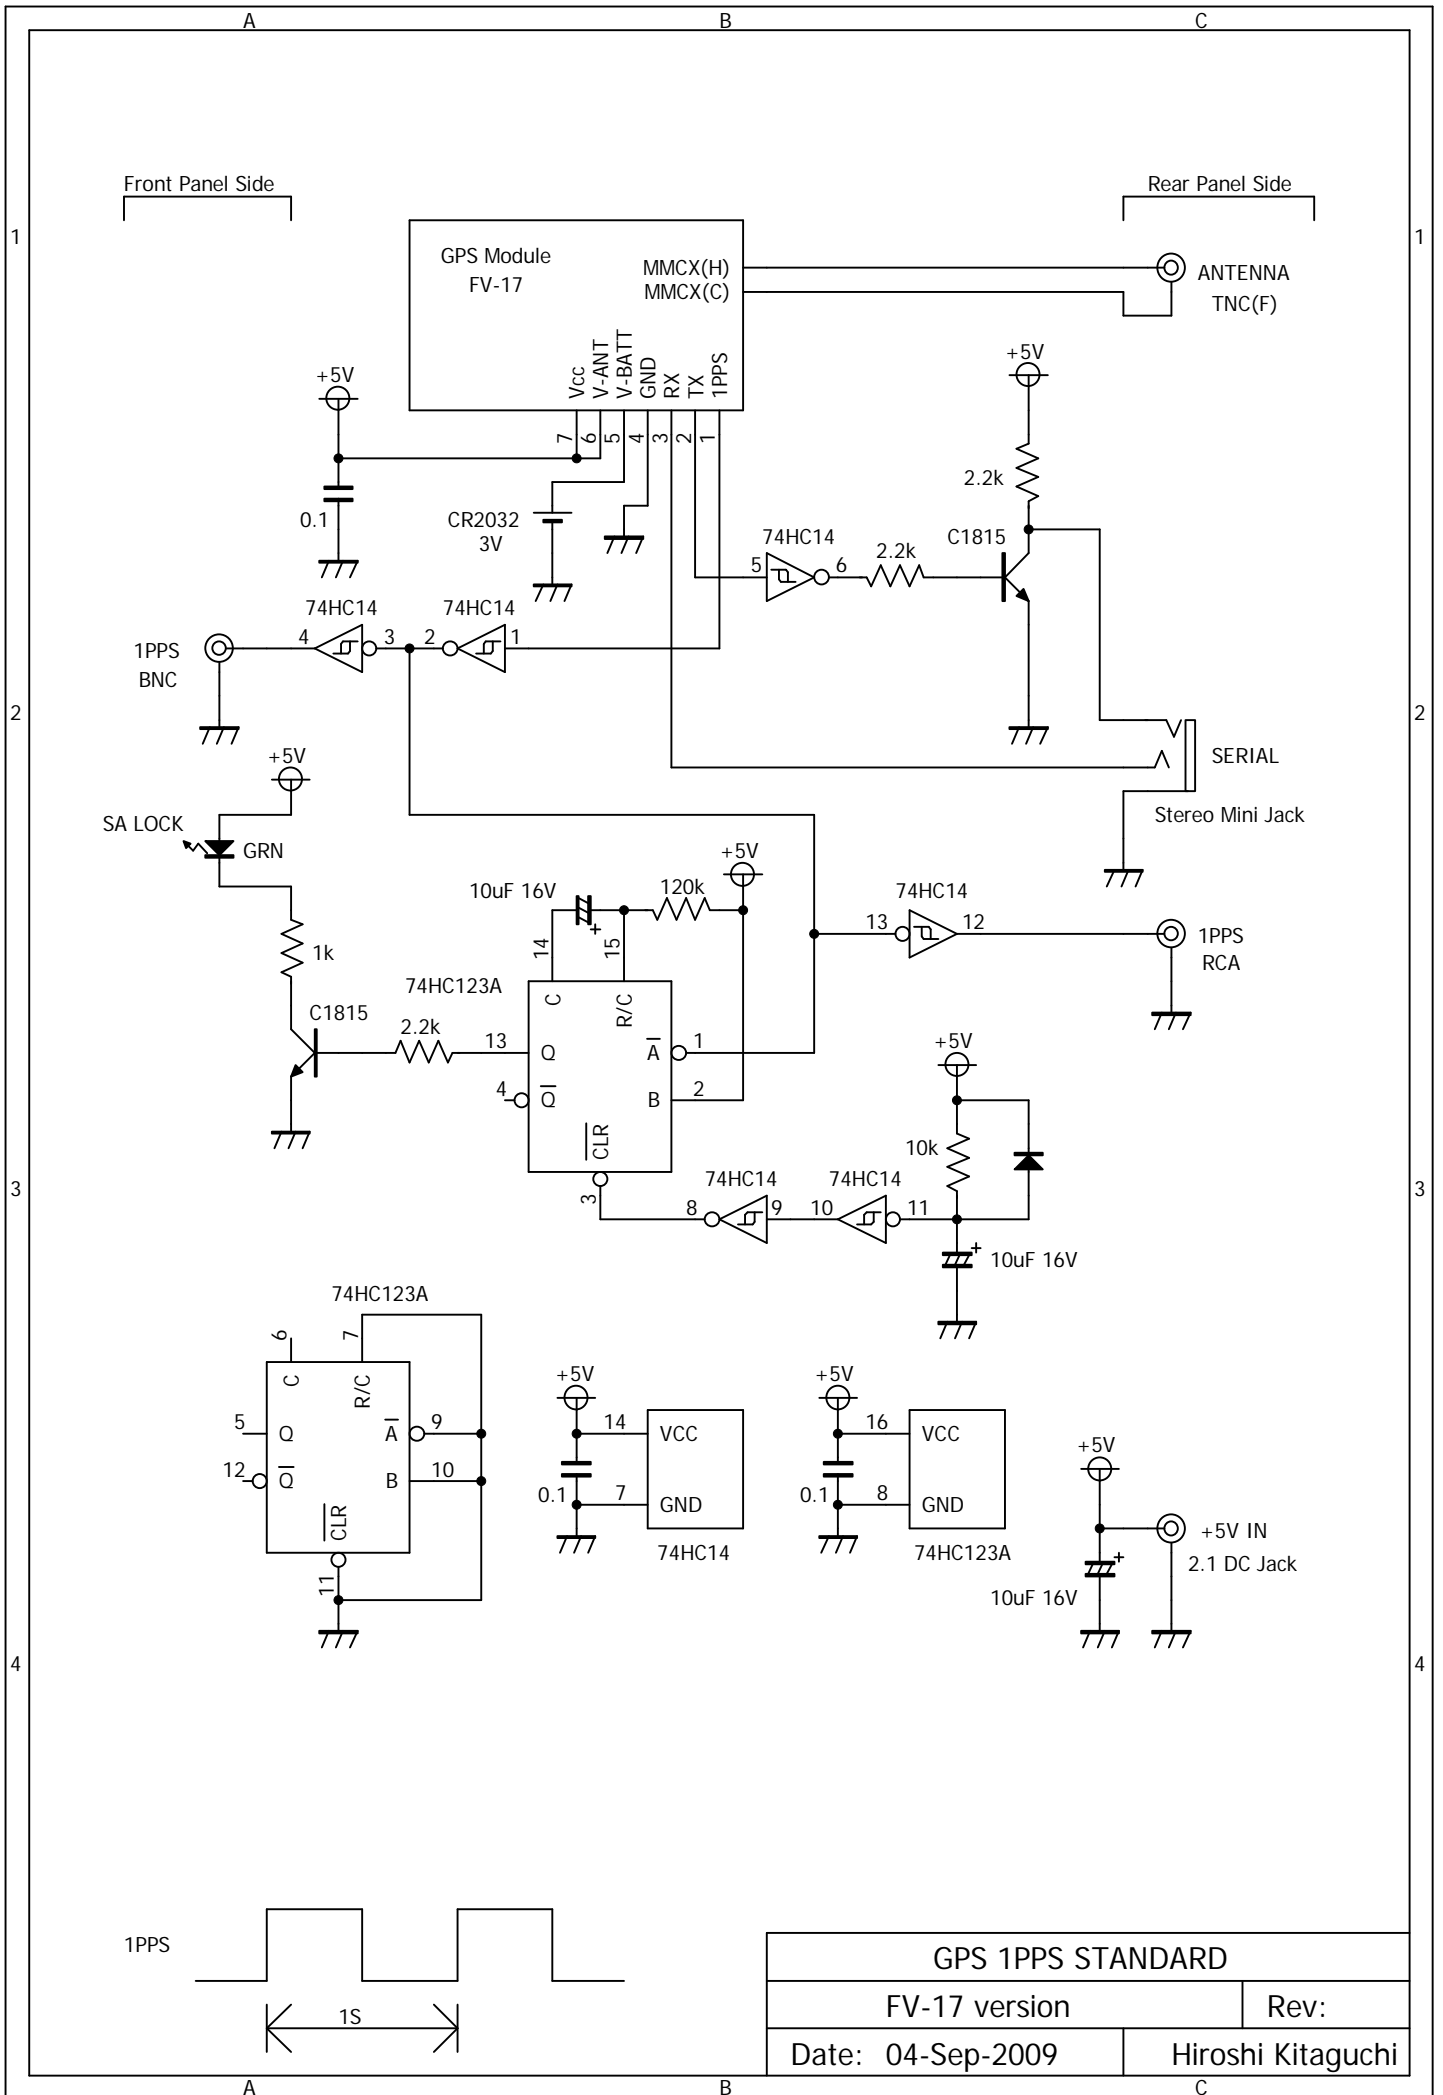 A B C
Front Panel Side
Rear Panel Side
1
1
GPS Module
FV-17
MMCX(H)
MMCX(C)
Vcc
V-ANT
V-BATT
GND
RX
TX
1PPS
7
6
5
4
3
2
1
ANTENNA
TNC(F)
+5V
0.1
CR2032
3V
+5V
2.2k
C1815
74HC14
5
6
2.2k
74HC14
4
3
74HC14
2
1
1PPS
BNC
2
2
SERIAL
Stereo Mini Jack
+5V
SA LOCK
GRN
1k
C1815
2.2k
10uF 16V
+
120k
+5V
74HC123A
14
15
C
R/C
13
Q
A
1
4
Q
B
2
CLR
3
74HC14
13
12
1PPS
RCA
+5V
10k
74HC14
8
9
74HC14
10
11
+
10uF 16V
3
3
74HC123A
6
7
C
R/C
5
Q
A
9
12
Q
B
10
CLR
11
+5V
14
VCC
0.1
7
GND
74HC14
+5V
16
VCC
0.1
8
GND
74HC123A
+5V
+5V IN
2.1 DC Jack
+
10uF 16V
4
4
1PPS
1S
GPS 1PPS STANDARD
FV-17 version
Rev:
Date: 04-Sep-2009
Hiroshi Kitaguchi
A B C